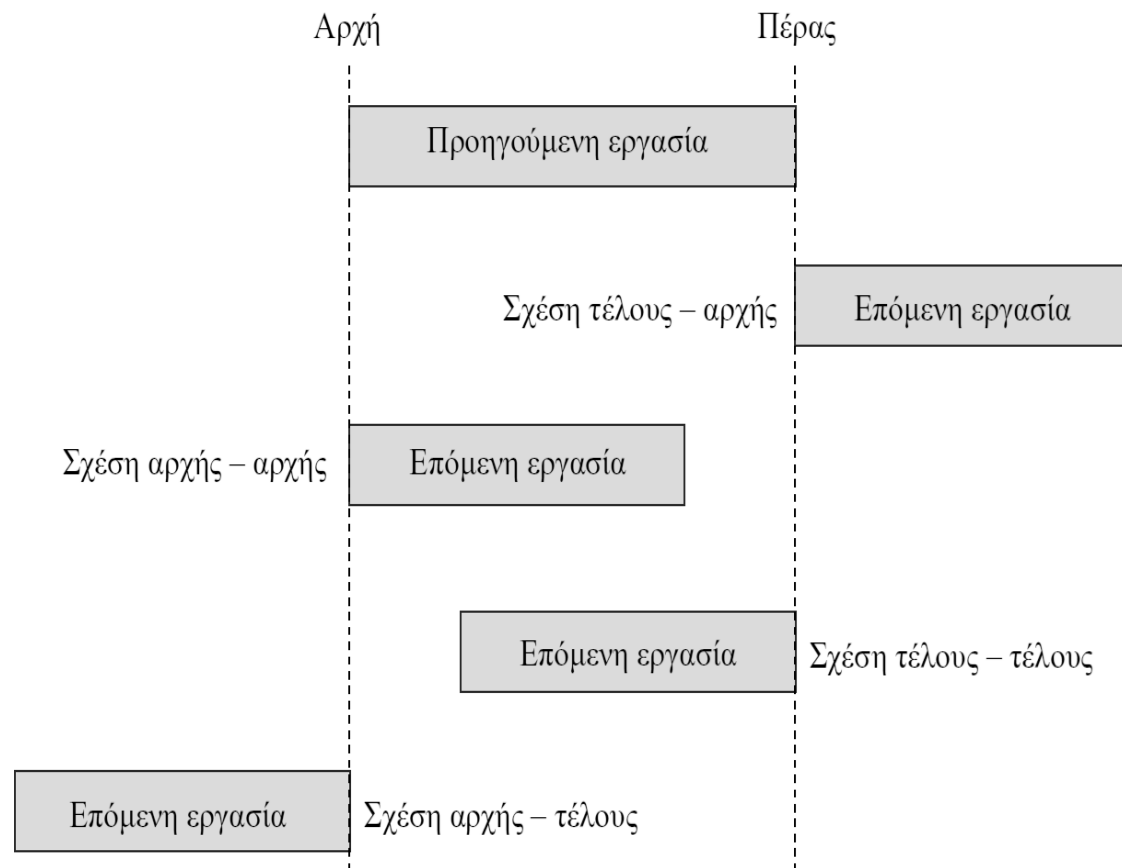 Αρχή
Πέρας
Προηγούμενη εργασία
Σχέση τέλους – αρχής
Επόμενη εργασία
Σχέση αρχής – αρχής
Επόμενη εργασία
Επόμενη εργασία
Σχέση τέλους – τέλους
Επόμενη εργασία
Σχέση αρχής – τέλους